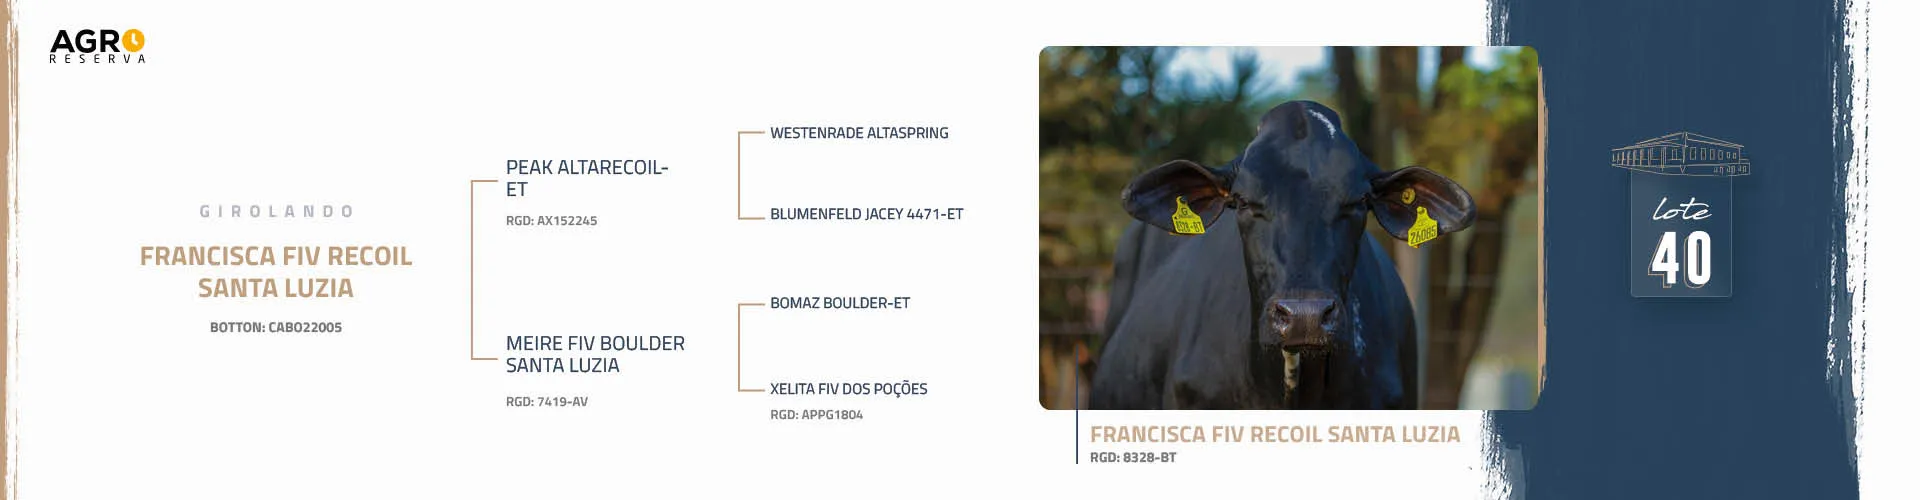 AGRO
RESERVA
GIROLANDO
FRANCISCA FIV RECOIL
SANTA LUZIA
BOTTON: CABO22005
PEAK ALTARECOIL-
ET
RGD: AX152245
MEIRE FIV BOULDER
SANTA LUZIA
RGD: 7419-AV
WESTENRADE ALTASPRING
BLUMENFELD JACEY 4471-ET
BOMAZ BOULDER-ET
XELITA FIV DOS POÇÕES
RGD: APPG1804
G
8328-BT
26085
FRANCISCA FIV RECOIL SANTA LUZIA
RGD: 8328-BT
lote
40